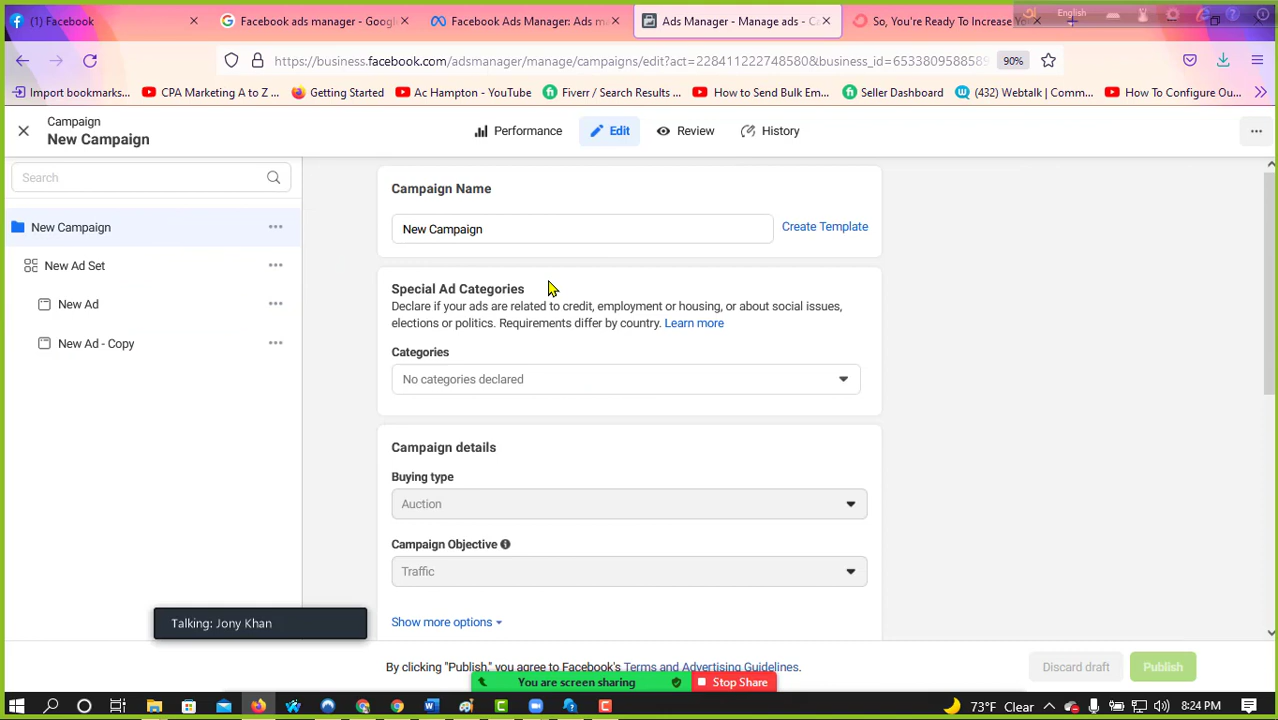 (1) Facebook
Facebook ads manager - Goog
Facebook Ads Manager: Ads m
Ads Manager - Manage ads - C
So, You're Ready To Increase Y
English
https://business.facebook.com/adsmanager/manage/campaigns/edit?act=228411222748580&business_id=65338095885895
90%
Import bookmarks...
CPA Marketing A to Z ...
Getting Started
Ac Hampton - YouTube
Fiverr / Search Results ...
How to Send Bulk Em...
Seller Dashboard
(432) Webtalk | Comm...
How To Configure Ou...
Campaign
New Campaign
Performance
Edit
Review
History
Search
New Campaign
New Ad Set
New Ad
New Ad - Copy
Campaign Name
New Campaign
Create Template
Special Ad Categories
Declare if your ads are related to credit, employment or housing, or about social issues,
elections or politics. Requirements differ by country. Learn more
Categories
No categories declared
Campaign details
Buying type
Auction
Campaign Objective
Traffic
Show more options
Talking: Jony Khan
By clicking "Publish," you agree to Facebook's Terms and Advertising Guidelines.
Discard draft
Publish
You are screen sharing
Stop Share
73°F Clear
8:24 PM